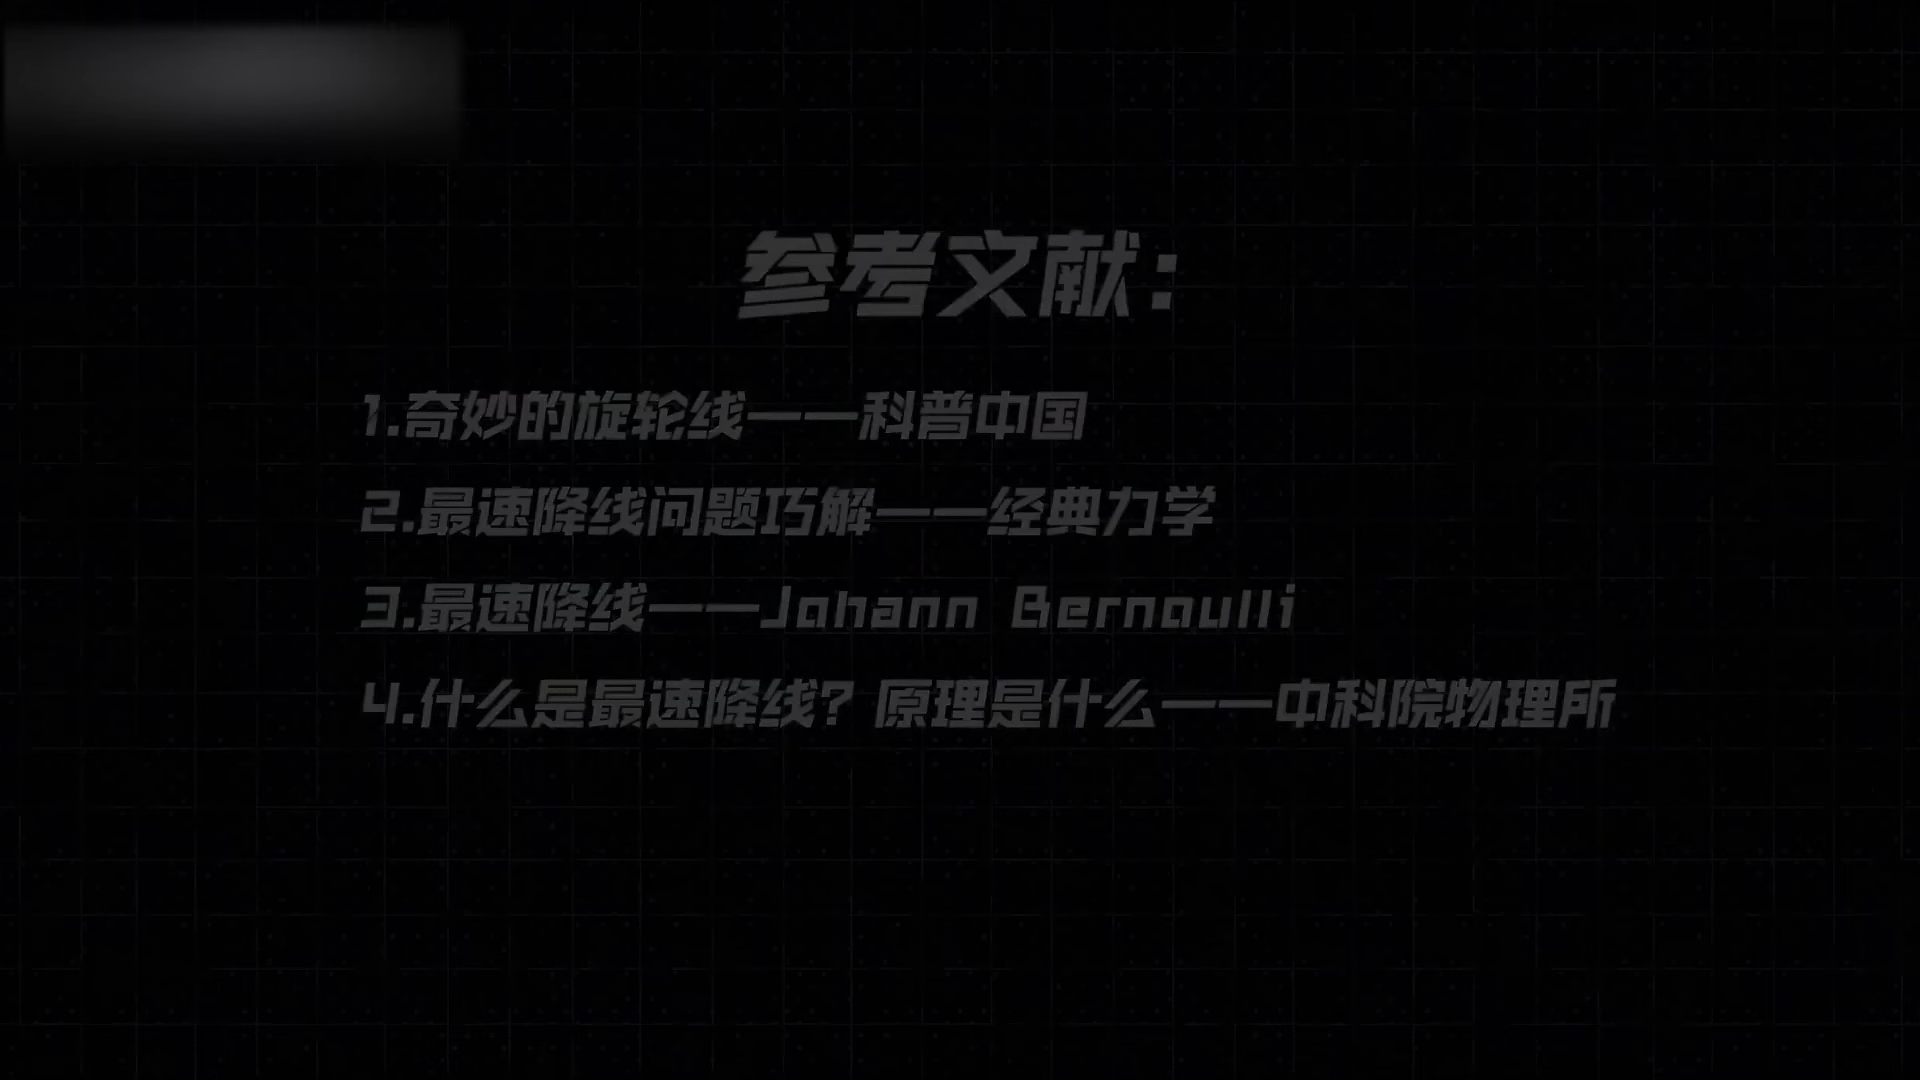 参考文献：
1.奇妙的旋轮线——科普中国
2.最速降线问题巧解——经典力学
3.最速降线——Johann Bernoulli
4.什么是最速降线？原理是什么——中科院物理所